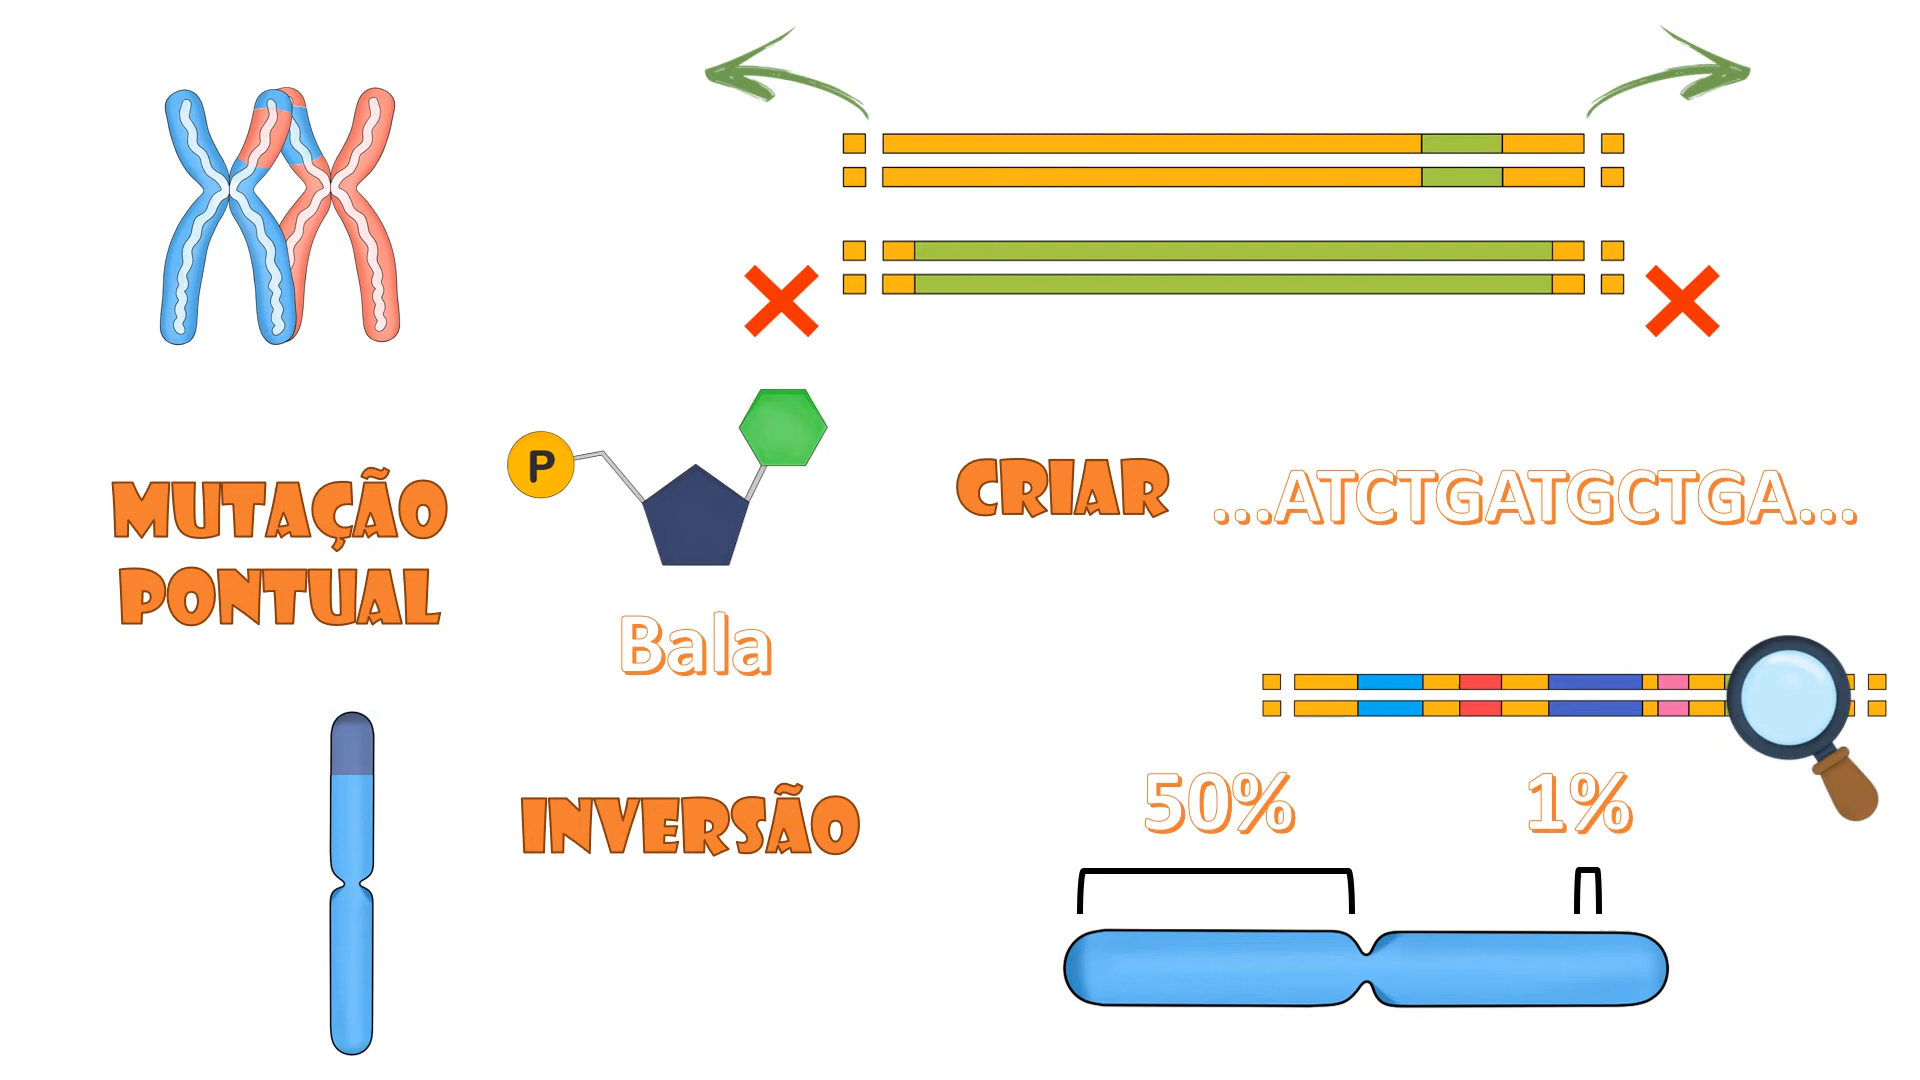 P
MUTAÇÃO
PONTUAL
CRIAR
...ATCTGATGCTGA...
Bala
INVERSÃO
50%
1%